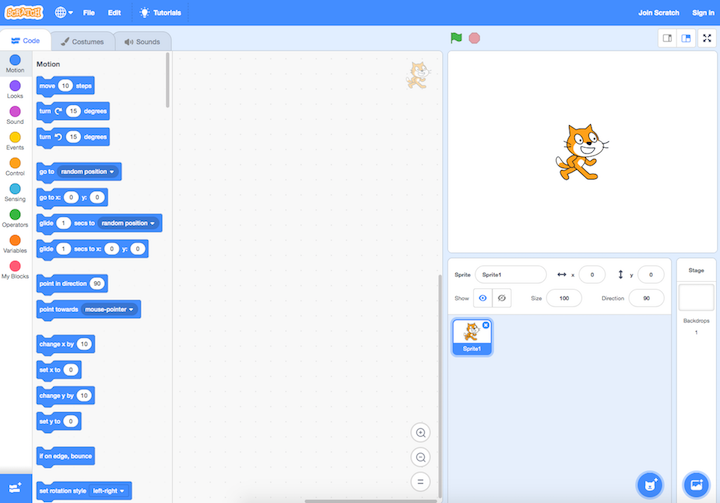 SCRATCH File Edit Tutorials Join Scratch Sign in
Code Costumes Sounds
Motion
Looks
Sound
Events
Control
Sensing
Operators
Variables
My Blocks
Motion
move 10 steps
turn 15 degrees
turn 15 degrees
go to random position
go to x: 0 y: 0
glide 1 secs to random position
glide 1 secs to x: 0 y: 0
point in direction 90
point towards mouse-pointer
change x by 10
set x to 0
change y by 10
set y to 0
if on edge, bounce
set rotation style left-right
Sprite Sprite1 x 0 y 0
Show Size 100 Direction 90
Sprite1
Stage
Backdrops
1